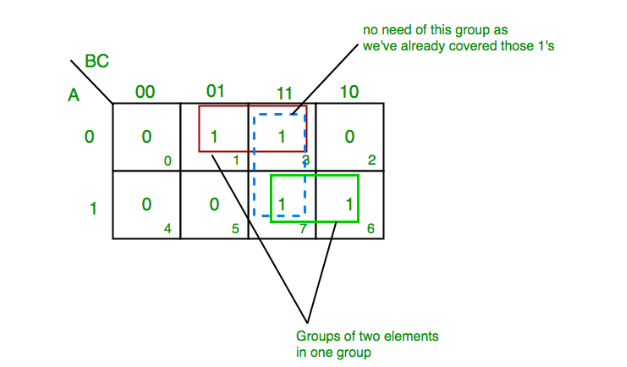 no need of this group as
we've already covered those 1's
BC
A
00 01 11 10
0 0 1 1 0
0 1 3 2
1 0 0 1 1
4 5 7 6
Groups of two elements
in one group